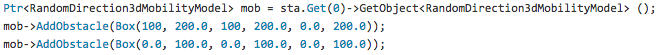 Ptr<RandomDirection3dMobilityModel> mob = sta.Get(0)->GetObject<RandomDirection3dMobilityModel> ();
mob->AddObstacle(Box(100, 200.0, 100, 200.0, 0.0, 200.0));
mob->AddObstacle(Box(0.0, 100.0, 0.0, 100.0, 0.0, 100.0));